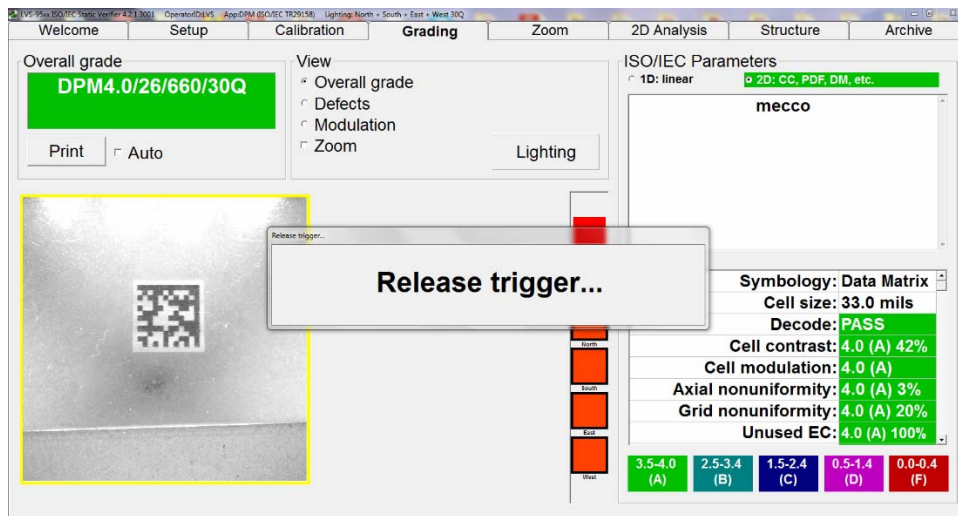 LVS-95xx ISO/IEC Static Verifier 4.2.1.3001 OperatorID:LVS App:DPM (ISO/IEC TR29158) Lighting: North + South + East + West 30Q
Welcome Setup Calibration Grading Zoom 2D Analysis Structure Archive
Overall grade
DPM4.0/26/660/30Q
Print
Auto
View
Overall grade
Defects
Modulation
Zoom
Lighting
ISO/IEC Parameters
1D: linear
2D: CC, PDF, DM, etc.
mecco
Release trigger...
Release trigger...
North
South
East
West
Symbology: Data Matrix
Cell size: 33.0 mils
Decode: PASS
Cell contrast: 4.0 (A) 42%
Cell modulation: 4.0 (A)
Axial nonuniformity: 4.0 (A) 3%
Grid nonuniformity: 4.0 (A) 20%
Unused EC: 4.0 (A) 100%
3.5-4.0 2.5-3.4 1.5-2.4 0.5-1.4 0.0-0.4
(A) (B) (C) (D) (F)